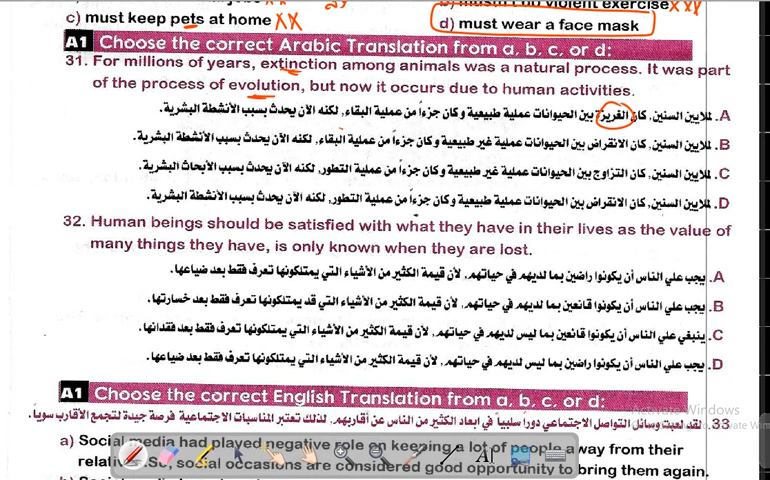 violent exercise XXX
c) must keep pets at home XX
d) must wear a face mask
A1 Choose the correct Arabic Translation from a, b, c, or d:
31. For millions of years, extinction among animals was a natural process. It was part
of the process of evolution, but now it occurs due to human activities.
A. لملايين السنين، كان الغريزة بين الحيوانات عملية طبيعية وكان جزءاً من عملية البقاء، لكنه الآن يحدث بسبب الأنشطة البشرية.
B. لملايين السنين، كان الانقراض بين الحيوانات عملية غير طبيعية وكان جزءاً من عملية البقاء، لكنه الآن يحدث بسبب الأنشطة البشرية.
C. لملايين السنين، كان التزاوج بين الحيوانات عملية غير طبيعية وكان جزءاً من عملية التطور، لكنه الآن يحدث بسبب الأبحاث البشرية.
D. لملايين السنين، كان الانقراض بين الحيوانات عملية طبيعية وكان جزءاً من عملية التطور، لكنه الآن يحدث بسبب الأنشطة البشرية.
32. Human beings should be satisfied with what they have in their lives as the value of
many things they have, is only known when they are lost.
A. يجب علي الناس أن يكونوا راضين بما لديهم في حياتهم، لأن قيمة الكثير من الأشياء التي يمتلكونها تعرف فقط بعد ضياعها.
B. يجب علي الناس أن يكونوا قانعين بما لديهم في حياتهم، لأن قيمة الكثير من الأشياء التي قد يمتلكونها تعرف فقط بعد خسارتها.
C. ينبغي علي الناس أن يكونوا قانعين بما ليس لديهم في حياتهم، لأن قيمة الكثير من الأشياء التي يمتلكونها تعرف فقط بعد فقدانها.
D. يجب علي الناس أن يكونوا راضين بما ليس لديهم في حياتهم، لأن قيمة الكثير من الأشياء التي يمتلكونها تعرف فقط بعد ضياعها.
A1 Choose the correct English Translation from a, b, c, or d:
33. لقد لعبت وسائل التواصل الاجتماعي دوراً سلبياً في ابعاد الكثير من الناس عن أقاربهم، لذلك تعتبر المناسبات الاجتماعية فرصة جيدة لتجمع الأقارب سوياً.
a) Social media had played negative role on keeping a lot of people away from their
relatives. So, social occasions are considered good opportunity to bring them again.